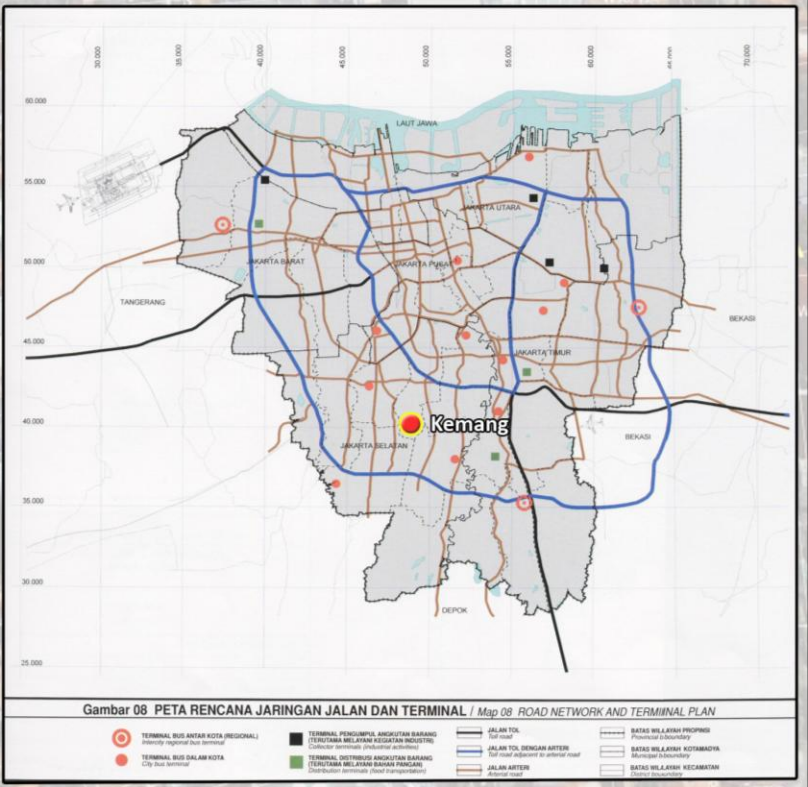 30.000
35.000
40.000
45.000
50.000
55.000
60.000
70.000
60.000
LAUT JAWA
55.000
JAKARTA UTARA
50.000
JAKARTA BARAT
JAKARTA PUSAT
TANGERANG
BEKASI
45.000
JAKARTA TIMUR
40.000
Kemang
BEKASI
JAKARTA SELATAN
35.000
30.000
DEPOK
25.000
Gambar 08 PETA RENCANA JARINGAN JALAN DAN TERMINAL / Map 08 ROAD NETWORK AND TERMINAL PLAN
TERMINAL BUS ANTAR KOTA (REGIONAL)
Intercity regional bus terminal
TERMINAL BUS DALAM KOTA
City bus terminal
TERMINAL PENGUMPUL ANGKUTAN BARANG
(TERUTAMA MELAYANI KEGIATAN INDUSTRI)
Collector terminals (industrial activities)
TERMINAL DISTRIBUSI ANGKUTAN BARANG
(TERUTAMA MELAYANI BAHAN PANGAN)
Distribution terminals (food transportation)
JALAN TOL
Toll road
JALAN TOL DENGAN ARTERI
Toll road adjacent to arterial road
JALAN ARTERI
Arterial road
BATAS WILAYAH PROPINSI
Provincial boundary
BATAS WILAYAH KOTAMADYA
Municipal boundary
BATAS WILAYAH KECAMATAN
District boundary